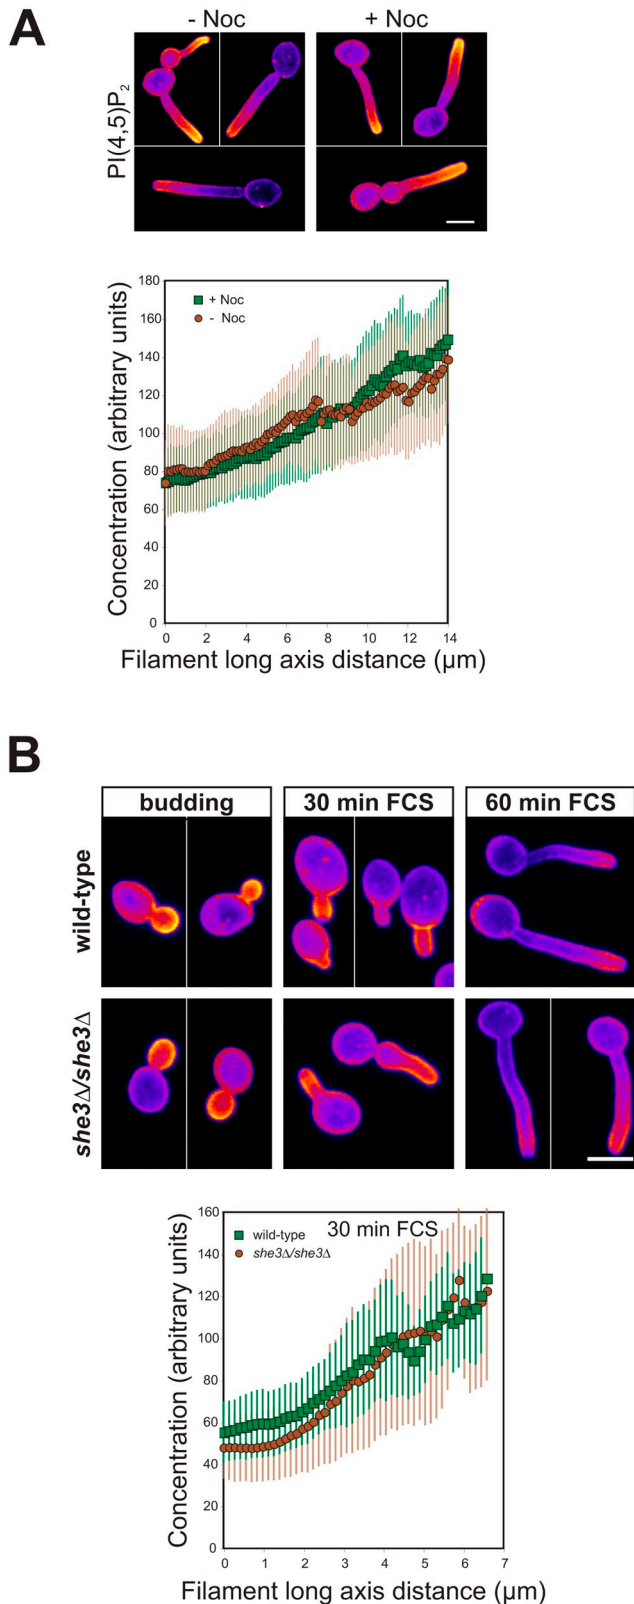 A
- Noc
+ Noc
PI(4,5)P2
180
160
140
120
100
80
60
40
20
0
+ Noc
- Noc
Concentration (arbitrary units)
0 2 4 6 8 10 12 14
Filament long axis distance (µm)
B
budding
30 min FCS
60 min FCS
wild-type
she3Δ/she3Δ
160
140
120
100
80
60
40
20
0
30 min FCS
wild-type
she3Δ/she3Δ
Concentration (arbitrary units)
0 1 2 3 4 5 6 7
Filament long axis distance (µm)